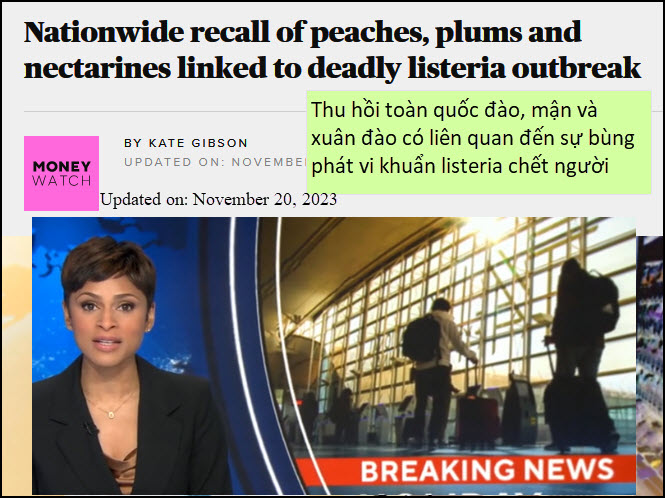 Nationwide recall of peaches, plums and
nectarines linked to deadly listeria outbreak
Thu hồi toàn quốc đào, mận và
xuân đào có liên quan đến sự bùng
phát vi khuẩn listeria chết người
MONEY
WATCH
BY KATE GIBSON
UPDATED ON:
Updated on: November 20, 2023
BREAKING NEWS